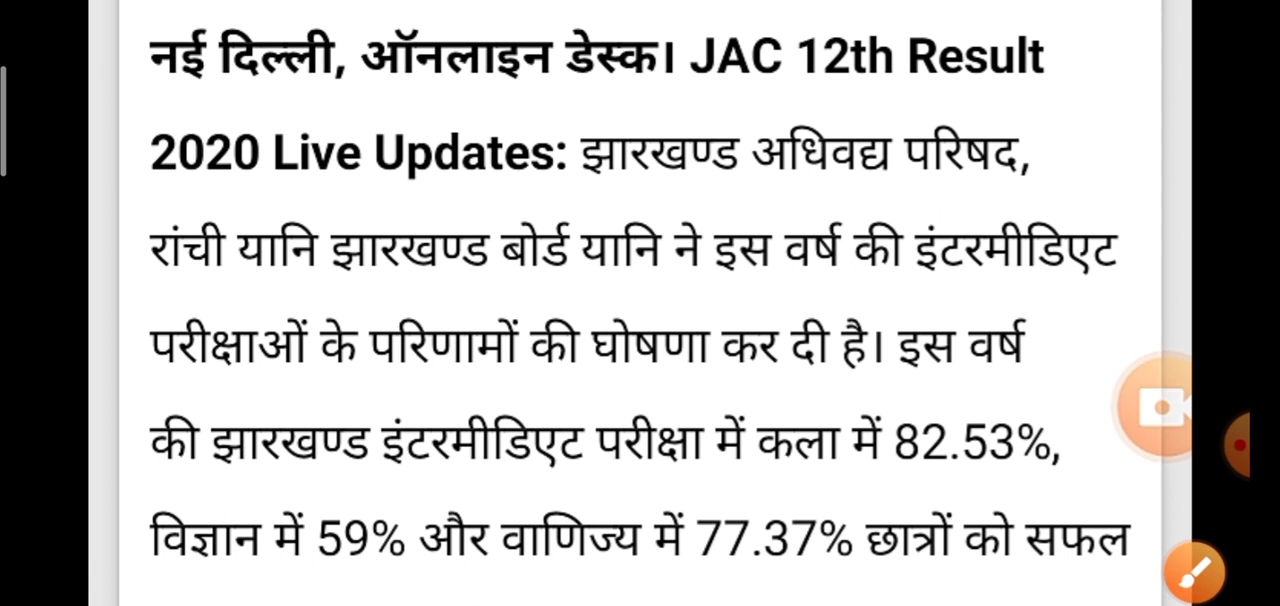 नई दिल्ली, ऑनलाइन डेस्क। JAC 12th Result
2020 Live Updates: झारखण्ड अधिवद्य परिषद,
रांची यानि झारखण्ड बोर्ड यानि ने इस वर्ष की इंटरमीडिएट
परीक्षाओं के परिणामों की घोषणा कर दी है। इस वर्ष
की झारखण्ड इंटरमीडिएट परीक्षा में कला में 82.53%,
विज्ञान में 59% और वाणिज्य में 77.37% छात्रों को सफल